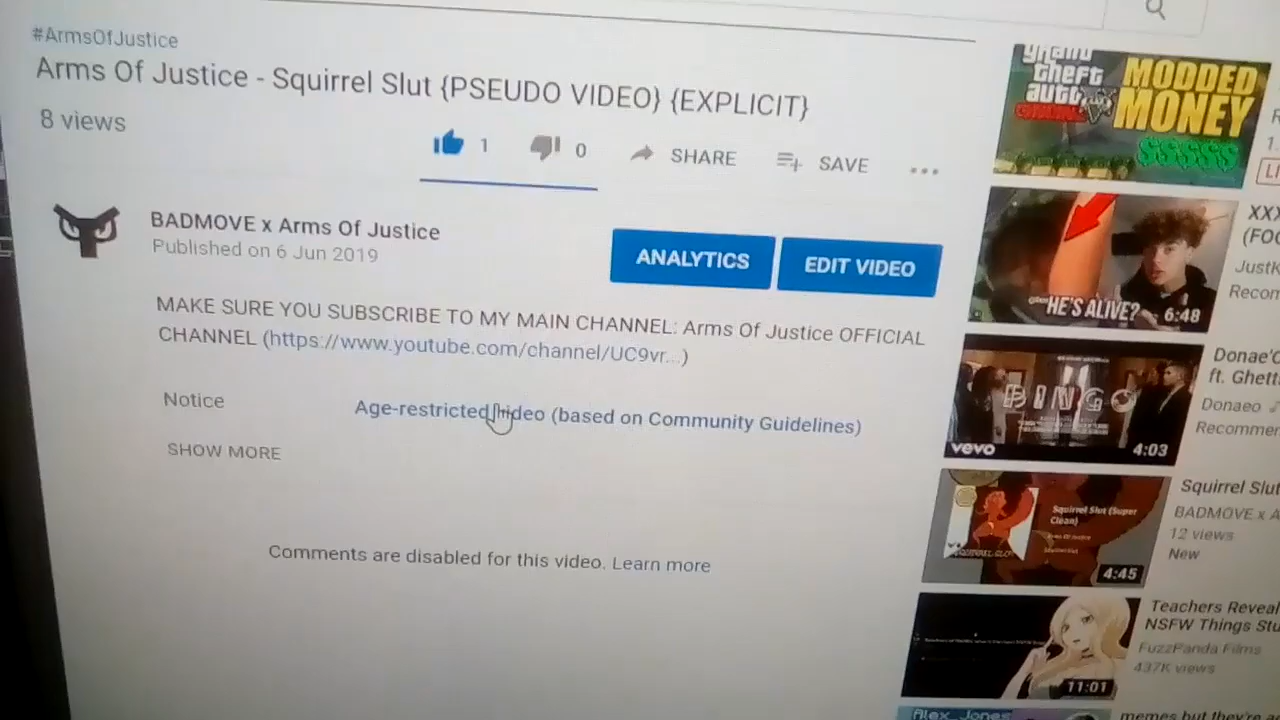 #ArmsOfJustice
Arms Of Justice - Squirrel Slut {PSEUDO VIDEO} {EXPLICIT}
8 views
1
0
SHARE
SAVE
BADMOVE x Arms Of Justice
Published on 6 Jun 2019
ANALYTICS
EDIT VIDEO
MAKE SURE YOU SUBSCRIBE TO MY MAIN CHANNEL: Arms Of Justice OFFICIAL
CHANNEL (https://www.youtube.com/channel/UC9vr...)
Notice
Age-restricted video (based on Community Guidelines)
SHOW MORE
Comments are disabled for this video. Learn more
grand
theft
auto
MODDED
MONEY
$$$$$
XXX
(FOO
JustK
Recom
HE'S ALIVE?
6:48
BINGO
vevo
4:03
Donae'O
ft. Ghett
Donaeo
Recommen
Squirrel Slut (Super
Clean)
Arms Of Justice
4:45
Squirrel Slut
BADMOVE x A
12 views
New
11:01
Teachers Reveal
NSFW Things Stu
FuzzPanda Films
437K views
Alex Jones
memes but they're a